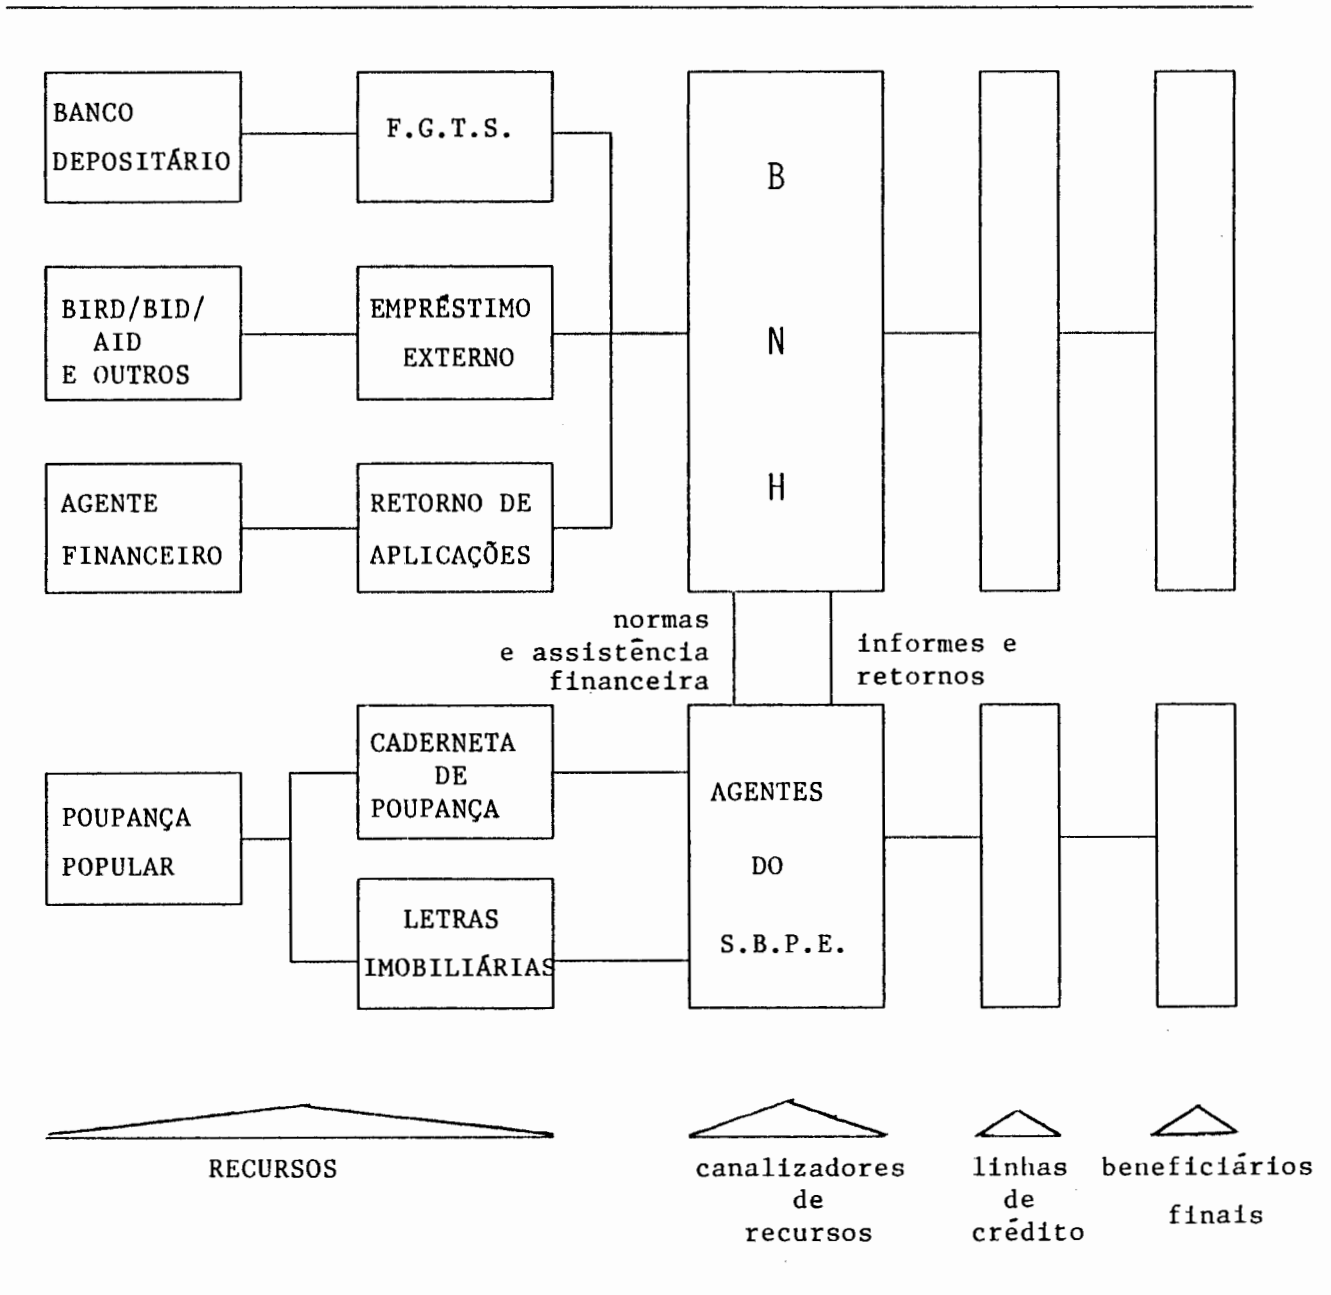 BANCO
DEPOSITÁRIO
F.G.T.S.
BIRD/BID/
AID
E OUTROS
EMPRÉSTIMO
EXTERNO
AGENTE
FINANCEIRO
RETORNO DE
APLICAÇÕES
B
N
H
normas
e assistência
financeira
informes e
retornos
POUPANÇA
POPULAR
CADERNETA
DE
POUPANÇA
LETRAS
IMOBILIÁRIAS
AGENTES
DO
S.B.P.E.
RECURSOS
canalizadores
de
recursos
linhas
de
crédito
beneficiários
finais